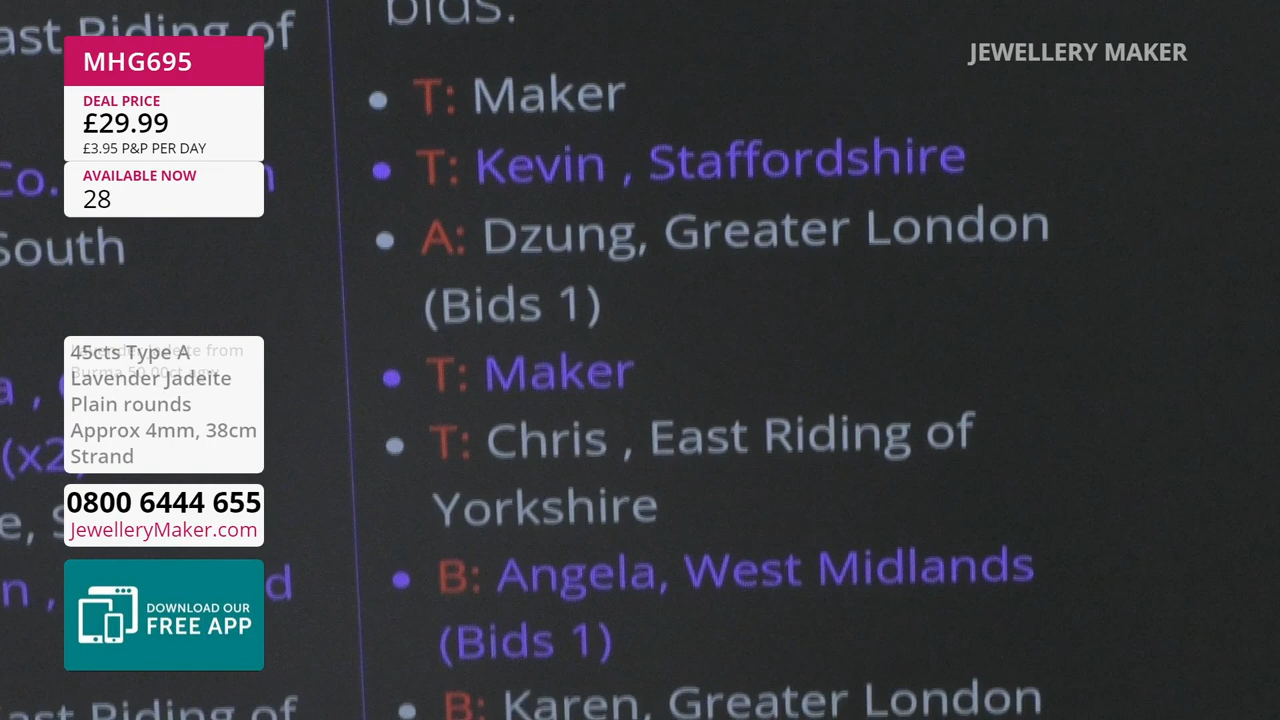 MHG695
DEAL PRICE
£29.99
£3.95 P&P PER DAY
AVAILABLE NOW
28
45cts Type A
Lavender Jadeite
Plain rounds
Approx 4mm, 38cm
Strand
0800 6444 655
JewelleryMaker.com
DOWNLOAD OUR
FREE APP
JEWELLERY MAKER
Riding of
Co.
South
(x2
Riding of
bids.
• T: Maker
• T: Kevin , Staffordshire
• A: Dzung, Greater London
(Bids 1)
• T: Maker
• T: Chris , East Riding of
Yorkshire
• B: Angela, West Midlands
(Bids 1)
• B: Karen, Greater London